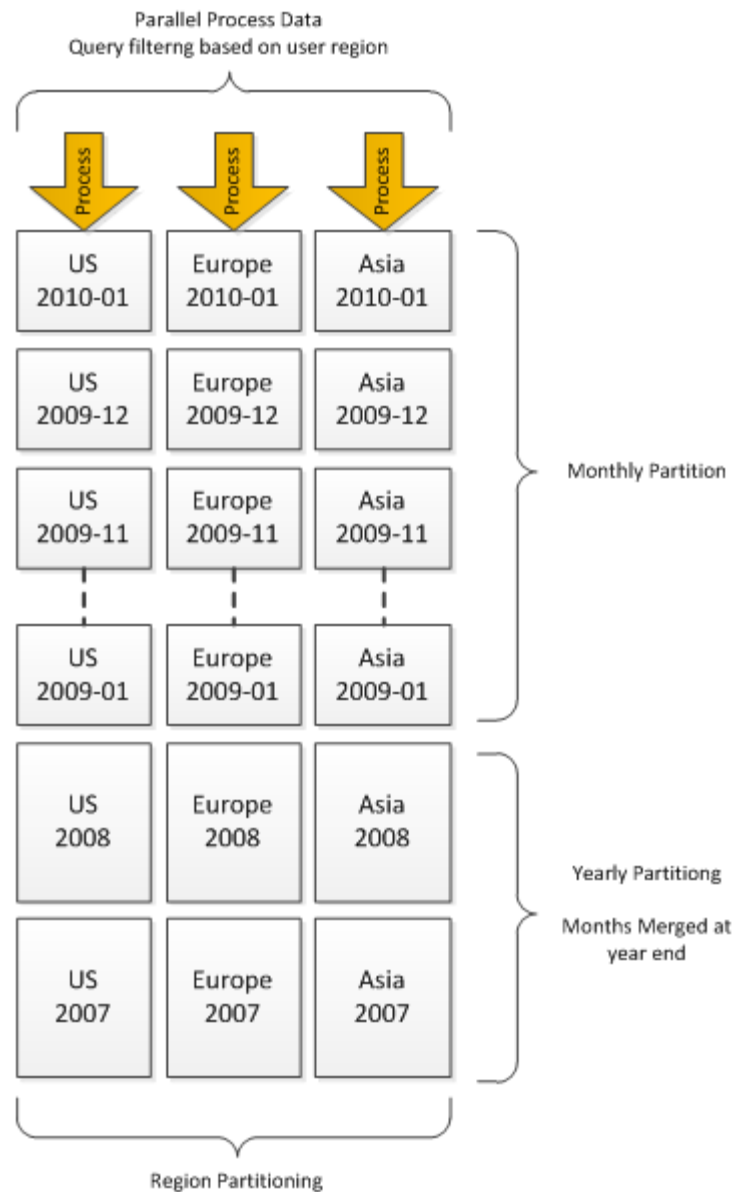 Parallel Process Data
Query filterng based on user region
Process Process Process
US Europe Asia
2010-01 2010-01 2010-01
US Europe Asia
2009-12 2009-12 2009-12
US Europe Asia
2009-11 2009-11 2009-11
Monthly Partition
US Europe Asia
2009-01 2009-01 2009-01
US Europe Asia
2008 2008 2008
Yearly Partitiong
Months Merged at
year end
US Europe Asia
2007 2007 2007
Region Partitioning